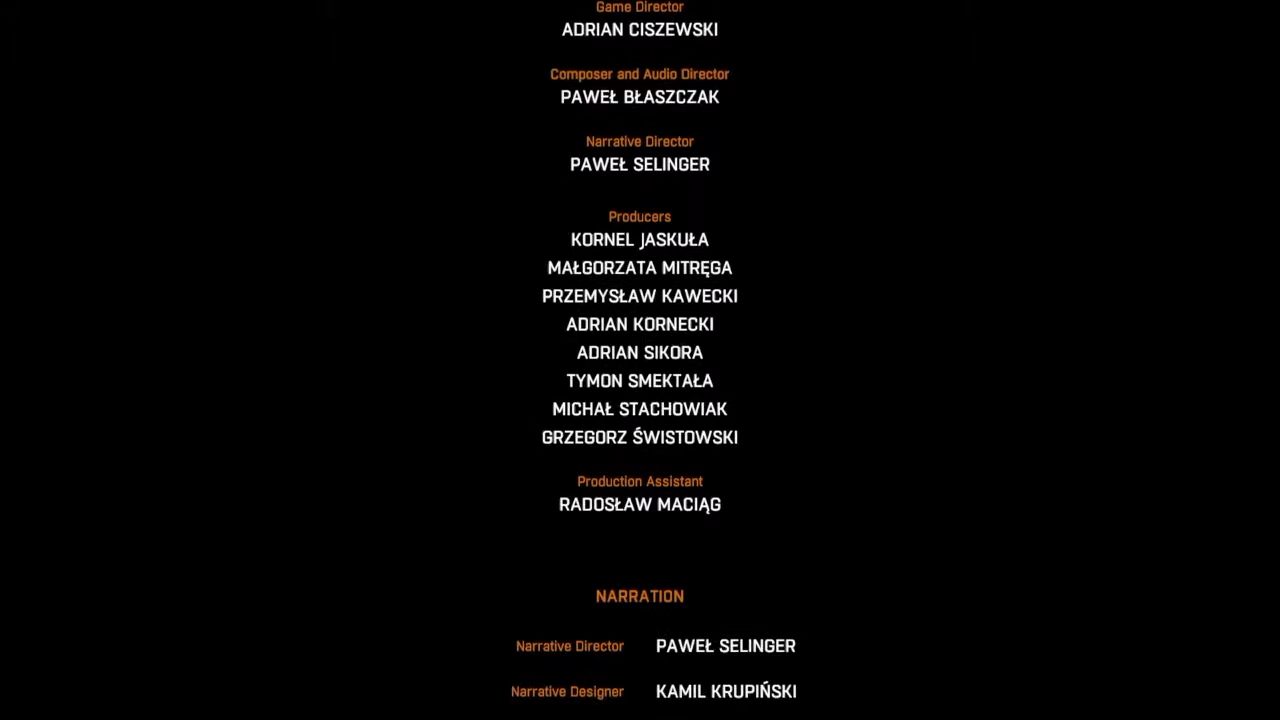 Game Director
ADRIAN CISZEWSKI
Composer and Audio Director
PAWEŁ BŁASZCZAK
Narrative Director
PAWEŁ SELINGER
Producers
KORNEL JASKUŁA
MAŁGORZATA MITRĘGA
PRZEMYSŁAW KAWECKI
ADRIAN KORNECKI
ADRIAN SIKORA
TYMON SMEKTAŁA
MICHAŁ STACHOWIAK
GRZEGORZ ŚWISTOWSKI
Production Assistant
RADOSŁAW MACIĄG
NARRATION
Narrative Director PAWEŁ SELINGER
Narrative Designer KAMIL KRUPIŃSKI